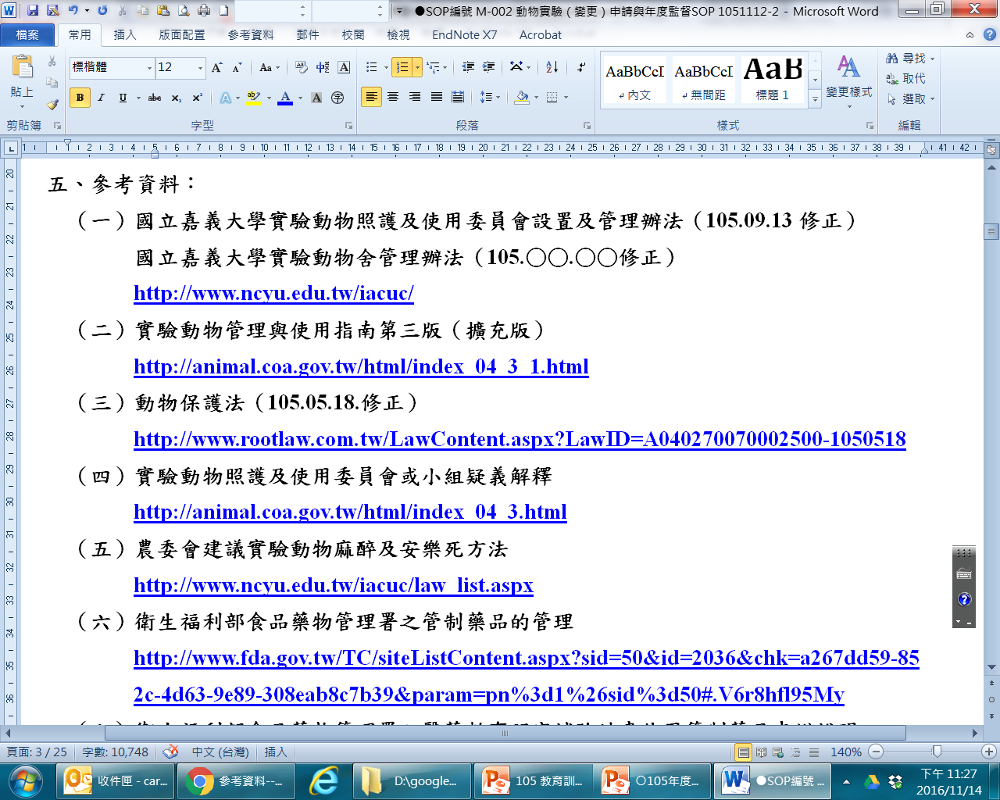 ●SOP編號 M-002 動物實驗（變更）申請與年度監督SOP 1051112-2 - Microsoft Word
檔案 常用 插入 版面配置 參考資料 郵件 校閱 檢視 EndNote X7 Acrobat
標楷體 12
貼上
AaBbCcI AaBbCcI AaB
內文 無間距 標題 1
變更樣式
尋找
取代
選取
剪貼簿 字型 段落 樣式 編輯
五、參考資料：
（一）國立嘉義大學實驗動物照護及使用委員會設置及管理辦法（105.09.13 修正）
國立嘉義大學實驗動物舍管理辦法（105.〇〇.〇〇修正）
http://www.ncyu.edu.tw/iacuc/
（二）實驗動物管理與使用指南第三版（擴充版）
http://animal.coa.gov.tw/html/index_04_3_1.html
（三）動物保護法（105.05.18.修正）
http://www.rootlaw.com.tw/LawContent.aspx?LawID=A040270070002500-1050518
（四）實驗動物照護及使用委員會或小組疑義解釋
http://animal.coa.gov.tw/html/index_04_3.html
（五）農委會建議實驗動物麻醉及安樂死方法
http://www.ncyu.edu.tw/iacuc/law_list.aspx
（六）衛生福利部食品藥物管理署之管制藥品的管理
http://www.fda.gov.tw/TC/siteListContent.aspx?sid=50&id=2036&chk=a267dd59-85
2c-4d63-9e89-308eab8c7b39&param=pn%3d1%26sid%3d50#.V6r8hfl95My
頁面: 3 / 25 字數: 10,748 中文 (台灣) 插入 140%
收件匣 - car... 參考資料--... D:\google... 105 教育訓... 〇105年度... ●SOP編號 ...
下午 11:27
2016/11/14